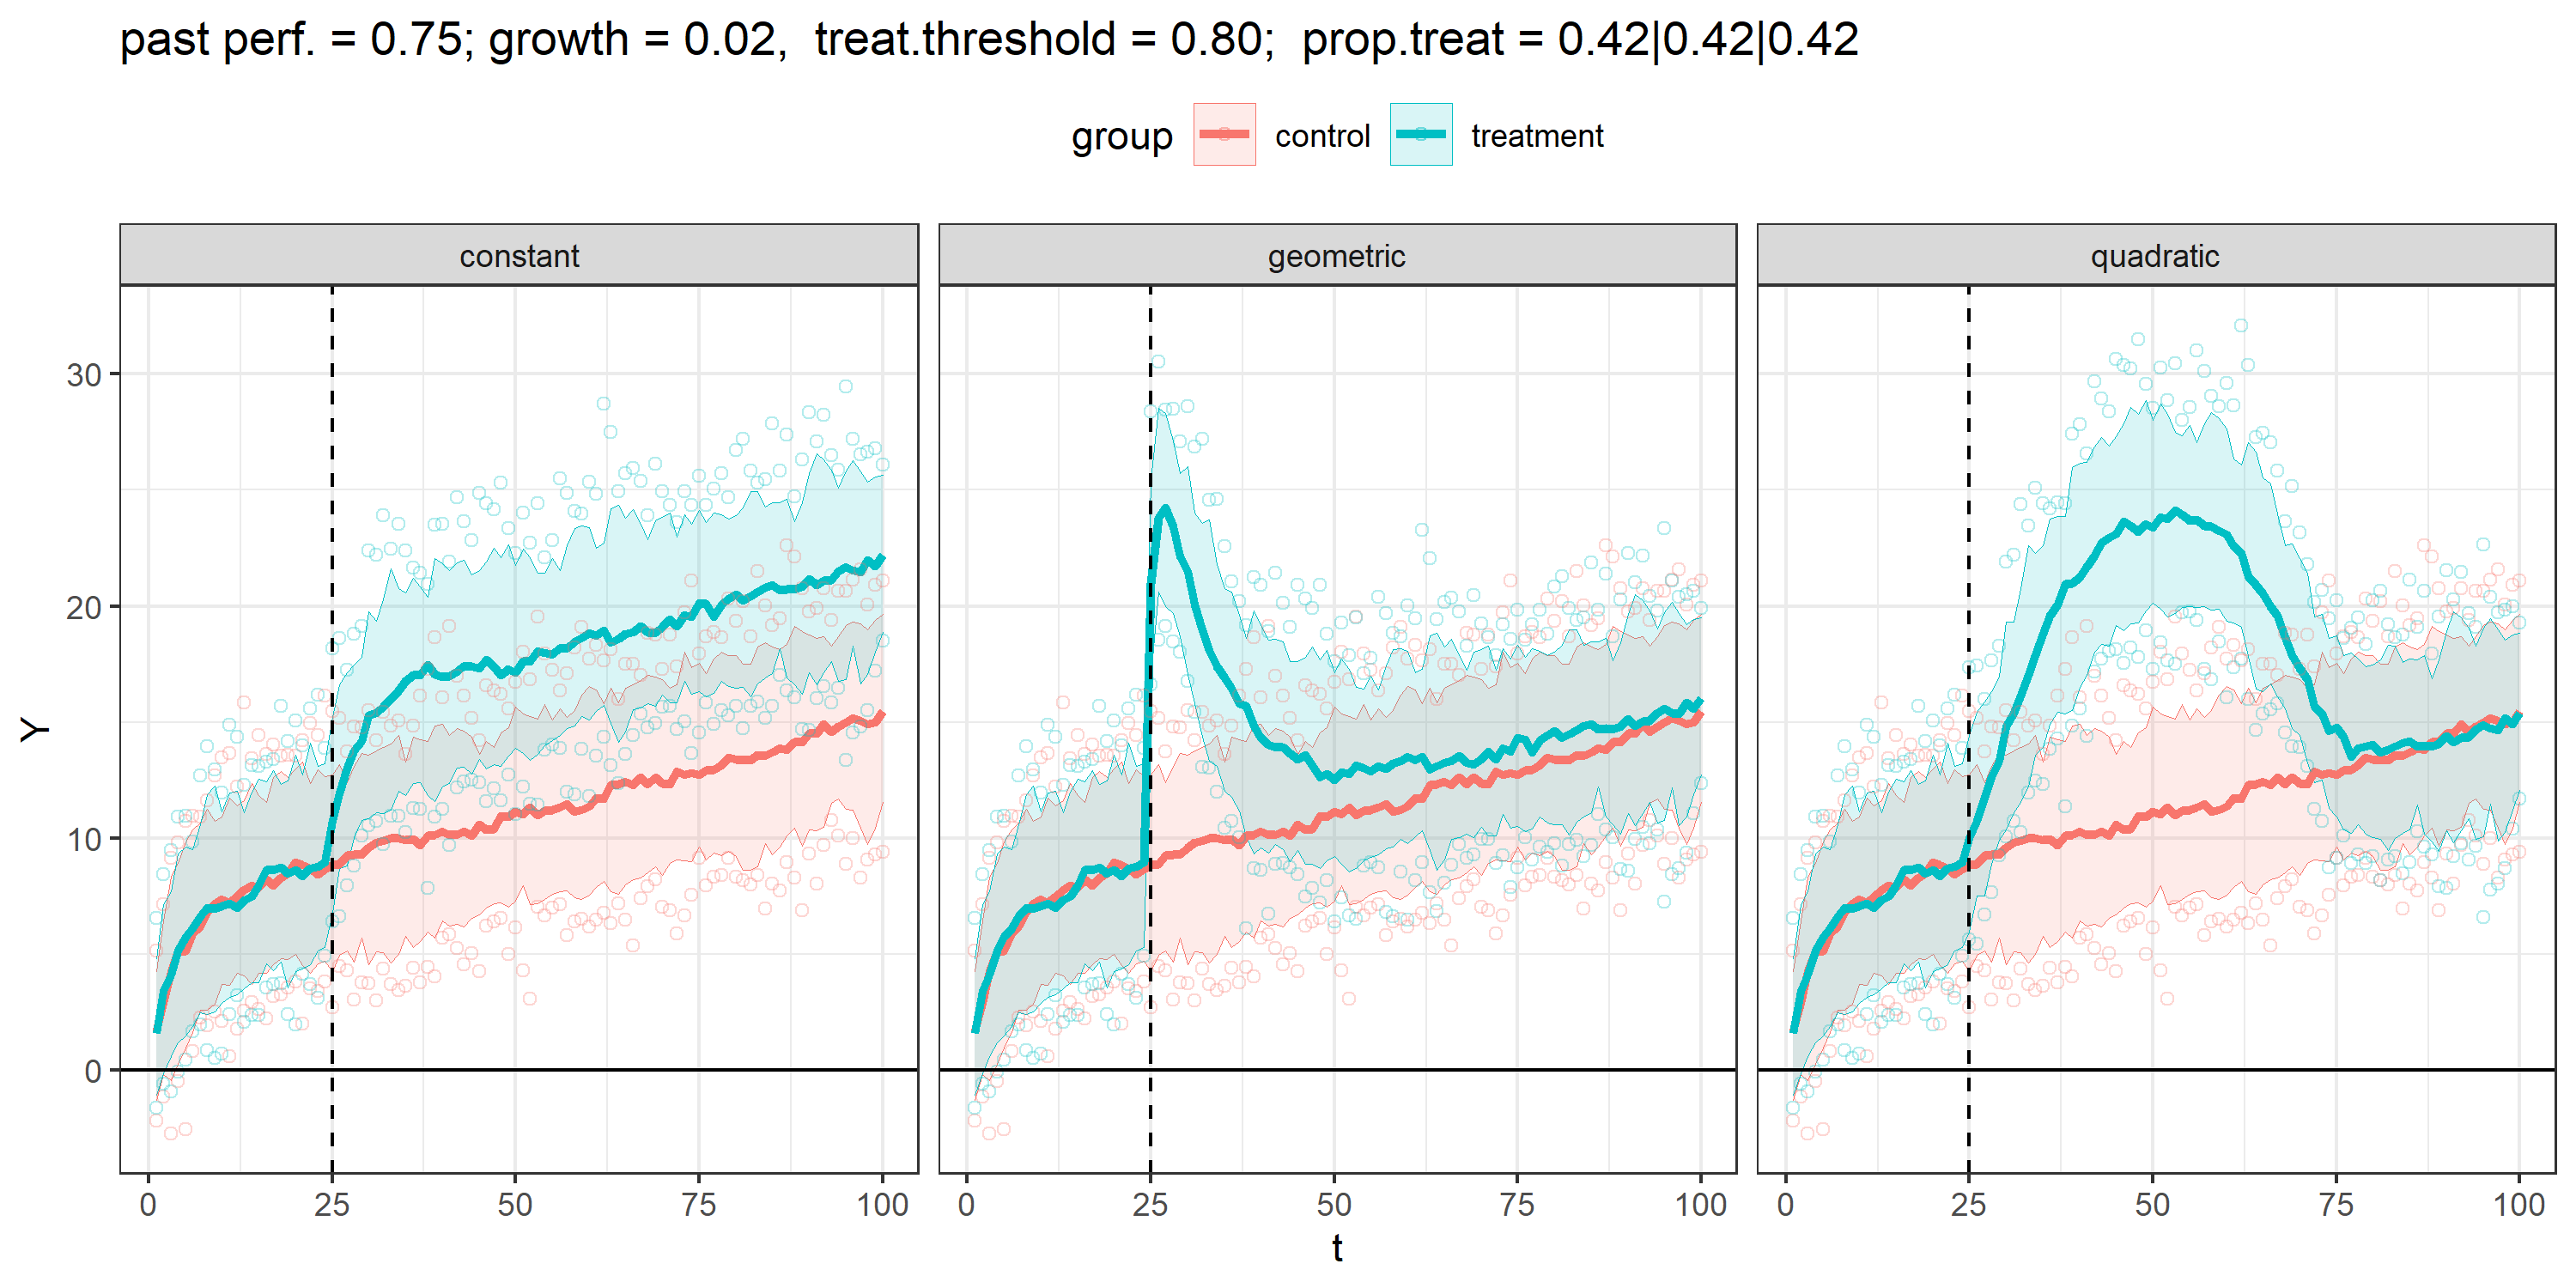 past perf. = 0.75; growth = 0.02,  treat.threshold = 0.80;  prop.treat = 0.42|0.42|0.42
group control treatment
constant geometric quadratic
30
20
10
0
Y
0 25 50 75 100 0 25 50 75 100 0 25 50 75 100
t